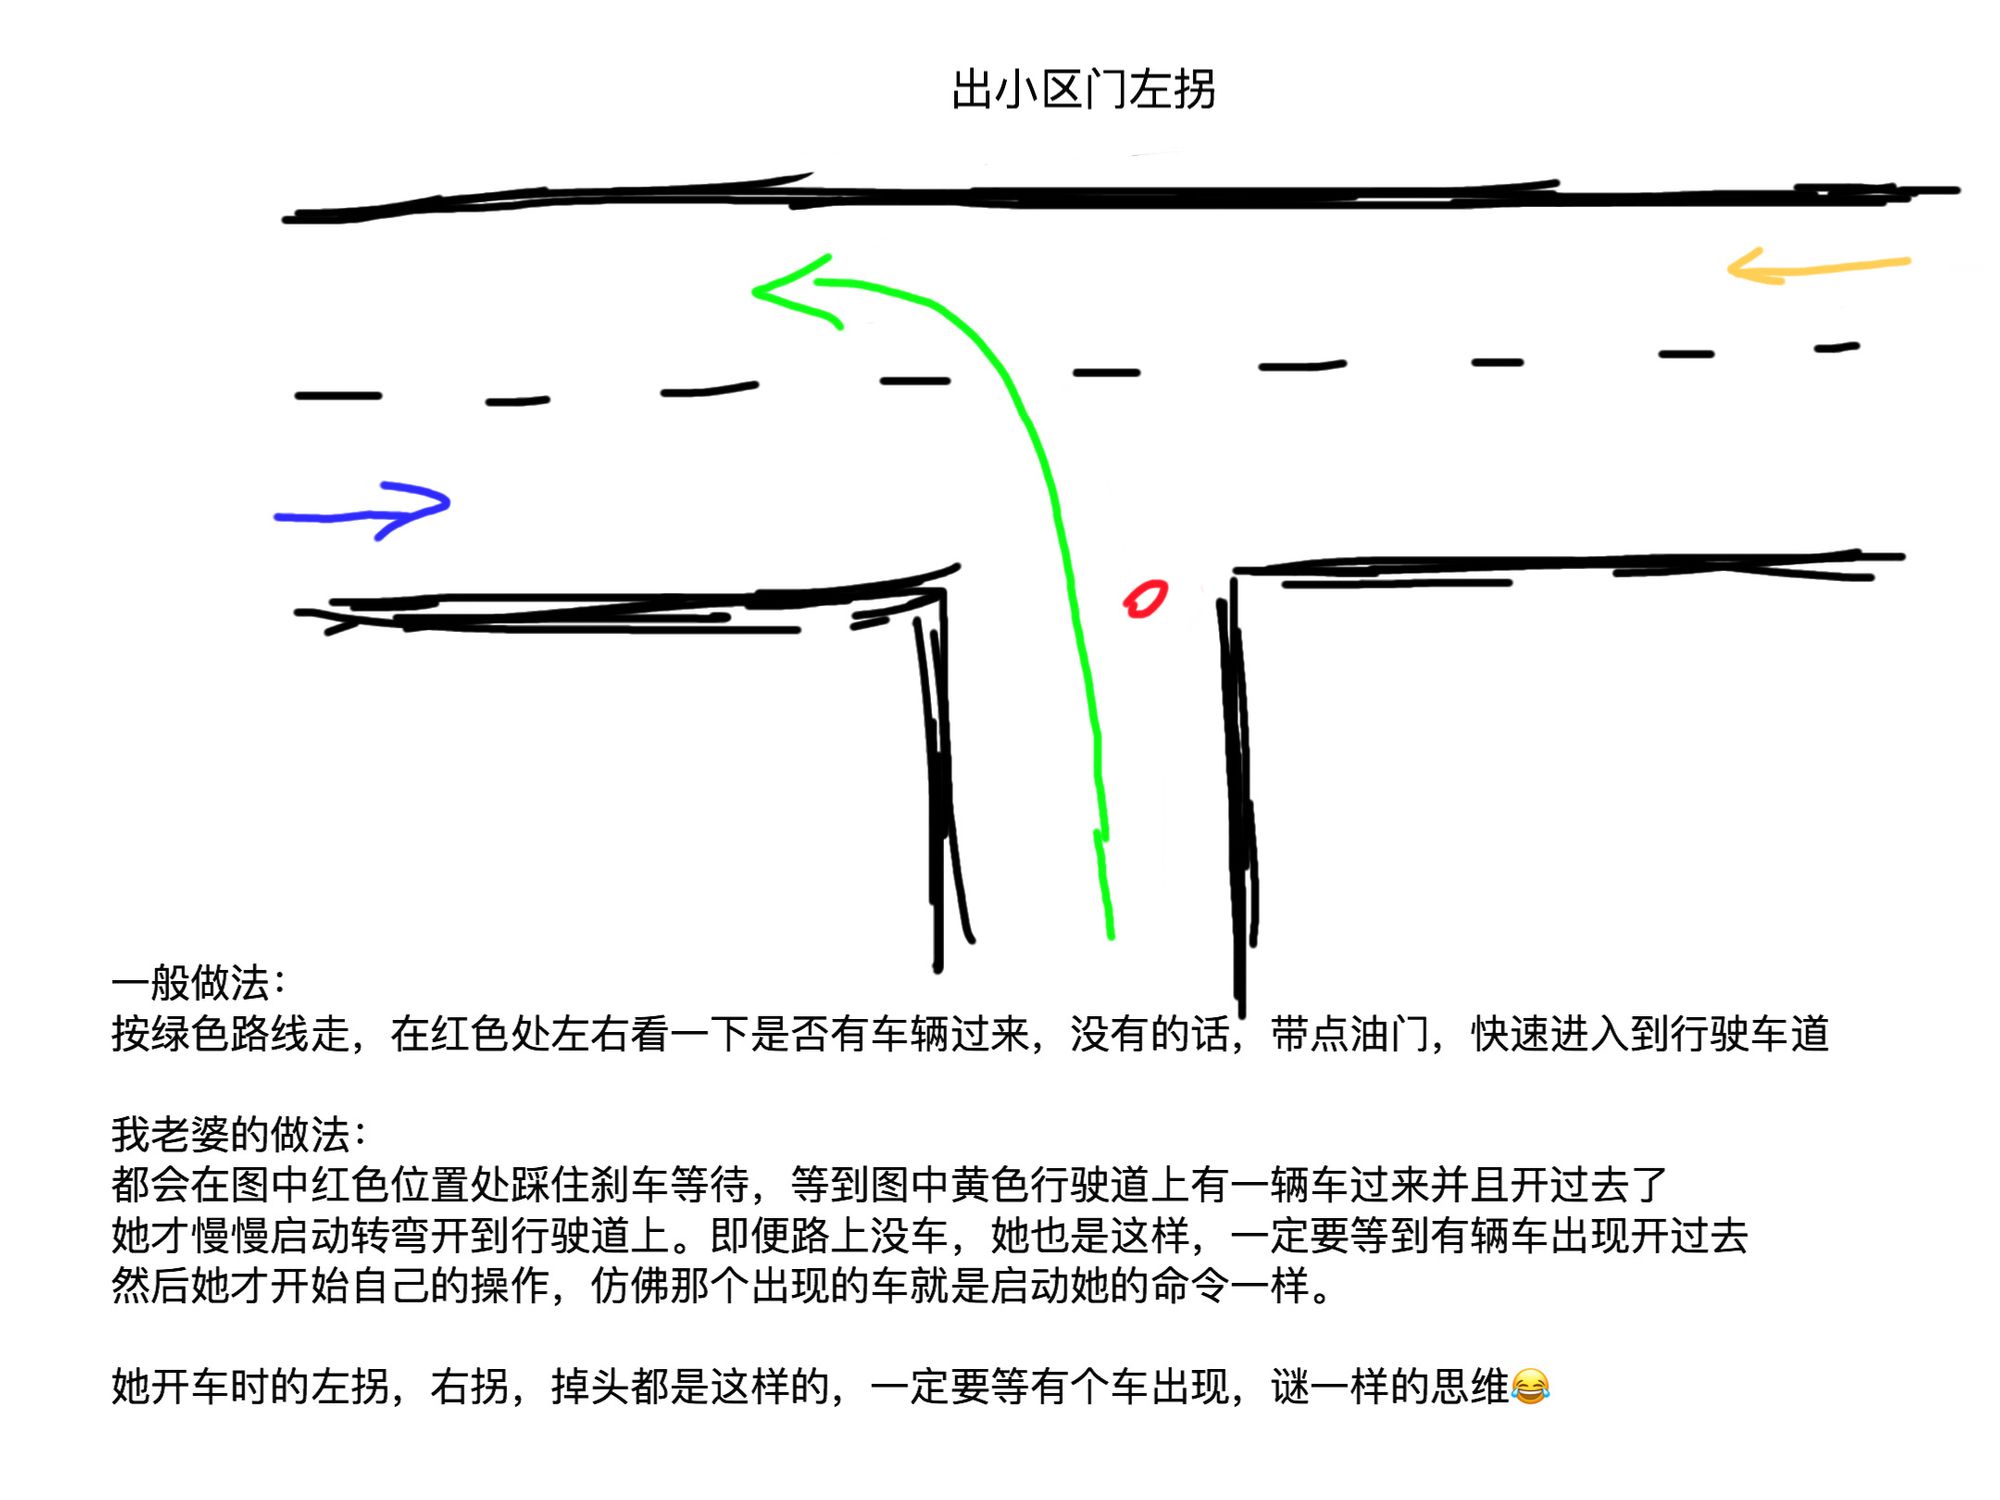 出小区门左拐
一般做法：
按绿色路线走，在红色处左右看一下是否有车辆过来，没有的话，带点油门，快速进入到行驶车道
我老婆的做法：
都会在图中红色位置处踩住刹车等待，等到图中黄色行驶道上有一辆车过来并且开过去了
她才慢慢启动转弯开到行驶道上。即便路上没车，她也是这样，一定要等到有辆车出现开过去
然后她才开始自己的操作，仿佛那个出现的车就是启动她的命令一样。
她开车时的左拐，右拐，掉头都是这样的，一定要等有个车出现，谜一样的思维😂